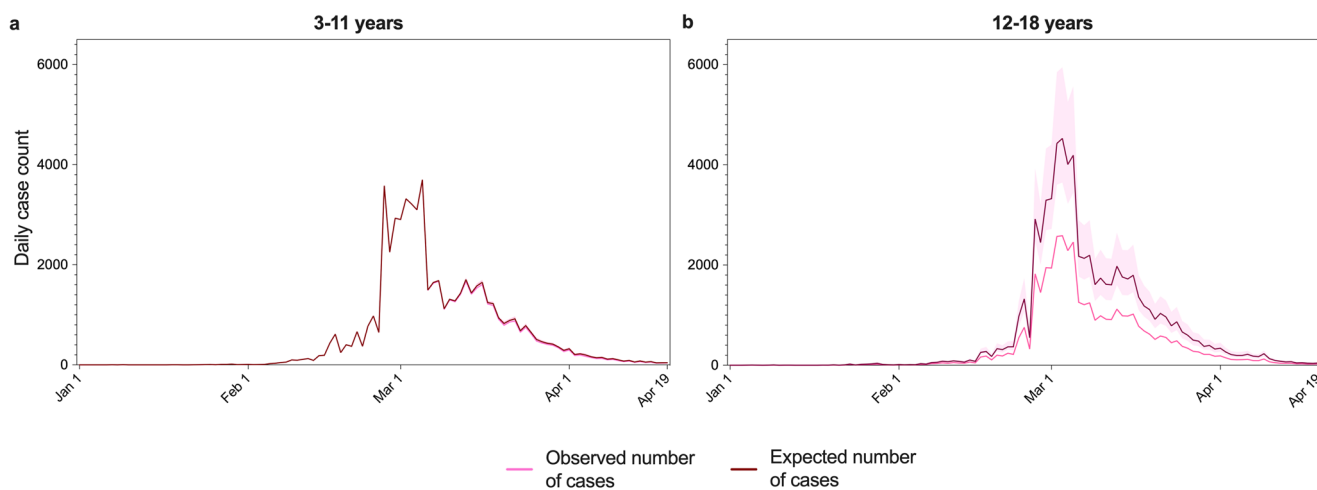 a
3-11 years
b
12-18 years
Daily case count
6000
4000
2000
0
Jan 1
Feb 1
Mar 1
Apr 1
Apr 19
6000
4000
2000
0
Jan 1
Feb 1
Mar 1
Apr 1
Apr 19
Observed number
of cases
Expected number
of cases